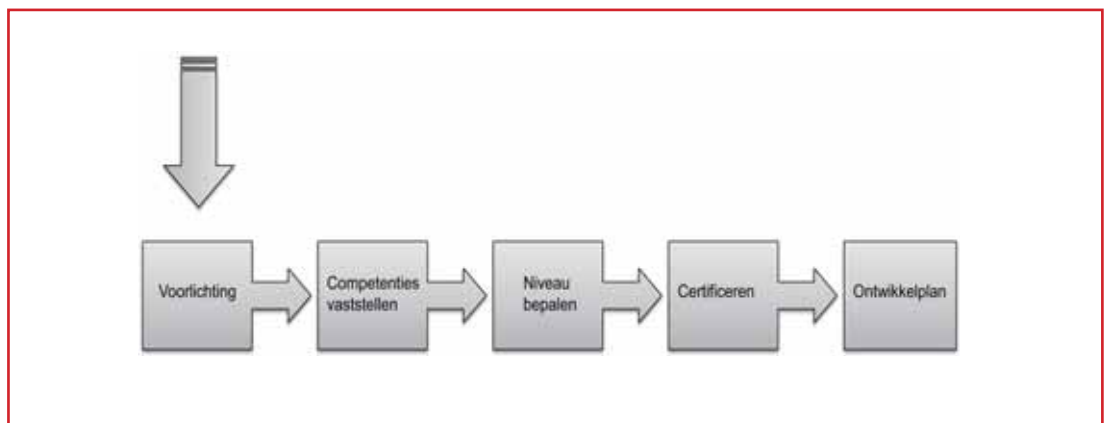 Voorlichting
Competenties
vaststellen
Niveau
bepalen
Certificeren
Ontwikkelplan